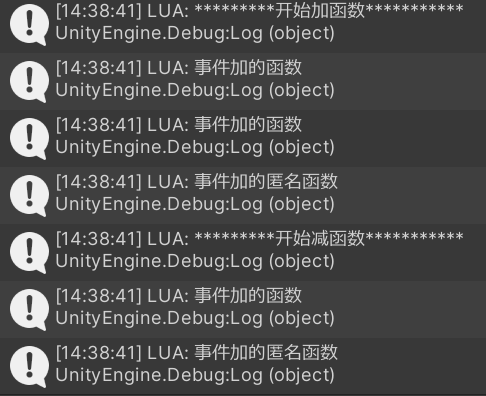 [14:38:41] LUA: *********开始加函数***********
UnityEngine.Debug:Log (object)
[14:38:41] LUA: 事件加的函数
UnityEngine.Debug:Log (object)
[14:38:41] LUA: 事件加的函数
UnityEngine.Debug:Log (object)
[14:38:41] LUA: 事件加的匿名函数
UnityEngine.Debug:Log (object)
[14:38:41] LUA: *********开始减函数***********
UnityEngine.Debug:Log (object)
[14:38:41] LUA: 事件加的函数
UnityEngine.Debug:Log (object)
[14:38:41] LUA: 事件加的匿名函数
UnityEngine.Debug:Log (object)